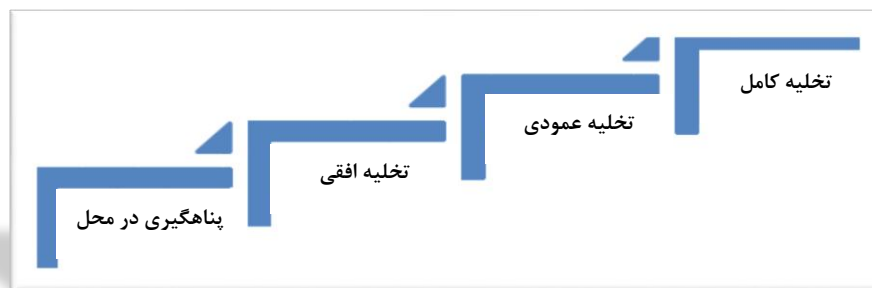 تخلیه کامل
تخلیه عمودی
تخلیه افقی
پناهگیری در محل